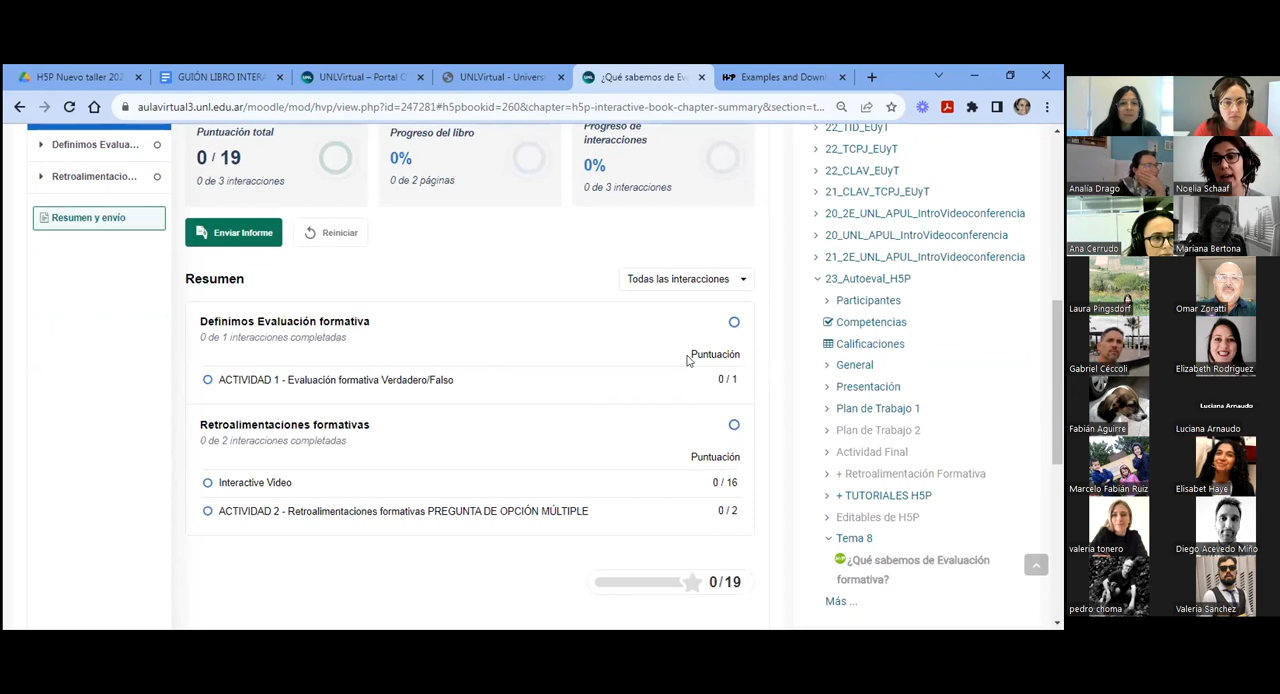 H5P Nuevo taller 202
GUIÓN LIBRO INTERA
UNLVirtual – Portal C
UNLVirtual - Univers
¿Qué sabemos de Eva
H-P Examples and Down
aulavirtual3.unl.edu.ar/moodle/mod/hvp/view.php?id=247281#h5pbookid=260&chapter=h5p-interactive-book-chapter-summary&section=t...
Definimos Evalua...
Retroalimentacio...
Resumen y envío
Puntuación total
0 / 19
0 de 3 interacciones
Progreso del libro
0%
0 de 2 páginas
Progreso de
interacciones
0%
0 de 3 interacciones
Enviar Informe
Reiniciar
Resumen
Todas las interacciones
Definimos Evaluación formativa
0 de 1 interacciones completadas
Puntuación
ACTIVIDAD 1 - Evaluación formativa Verdadero/Falso
0 / 1
Retroalimentaciones formativas
0 de 2 interacciones completadas
Puntuación
Interactive Video
0 / 16
ACTIVIDAD 2 - Retroalimentaciones formativas PREGUNTA DE OPCIÓN MÚLTIPLE
0 / 2
0/19
22_TID_EUyT
22_TCPJ_EUyT
22_CLAV_EUyT
21_CLAV_TCPJ_EUyT
20_2E_UNL_APUL_IntroVideoconferencia
20_UNL_APUL_IntroVideoconferencia
21_2E_UNL_APUL_IntroVideoconferencia
23_Autoeval_H5P
Participantes
Competencias
Calificaciones
General
Presentación
Plan de Trabajo 1
Plan de Trabajo 2
Actividad Final
+ Retroalimentación Formativa
+ TUTORIALES H5P
Editables de H5P
Tema 8
¿Qué sabemos de Evaluación
formativa?
Más ...
Analía Drago
Noelia Schaaf
Ana Cerrudo
Mariana Bertona
Laura Pingsdorf
Omar Zoratti
Gabriel Céccoli
Elizabeth Rodriguez
Luciana Arnaudo
Fabián Aguirre
Luciana Arnaudo
Marcelo Fabián Ruiz
Elisabet Haye
valeria tonero
Diego Acevedo Miño
pedro choma
Valeria Sánchez